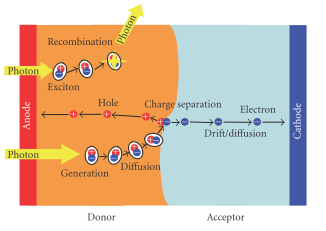 Photon
Recombination
Photon
Exciton
Hole
Charge separation
Electron
Anode
Cathode
Drift/diffusion
Photon
Diffusion
Generation
Donor
Acceptor